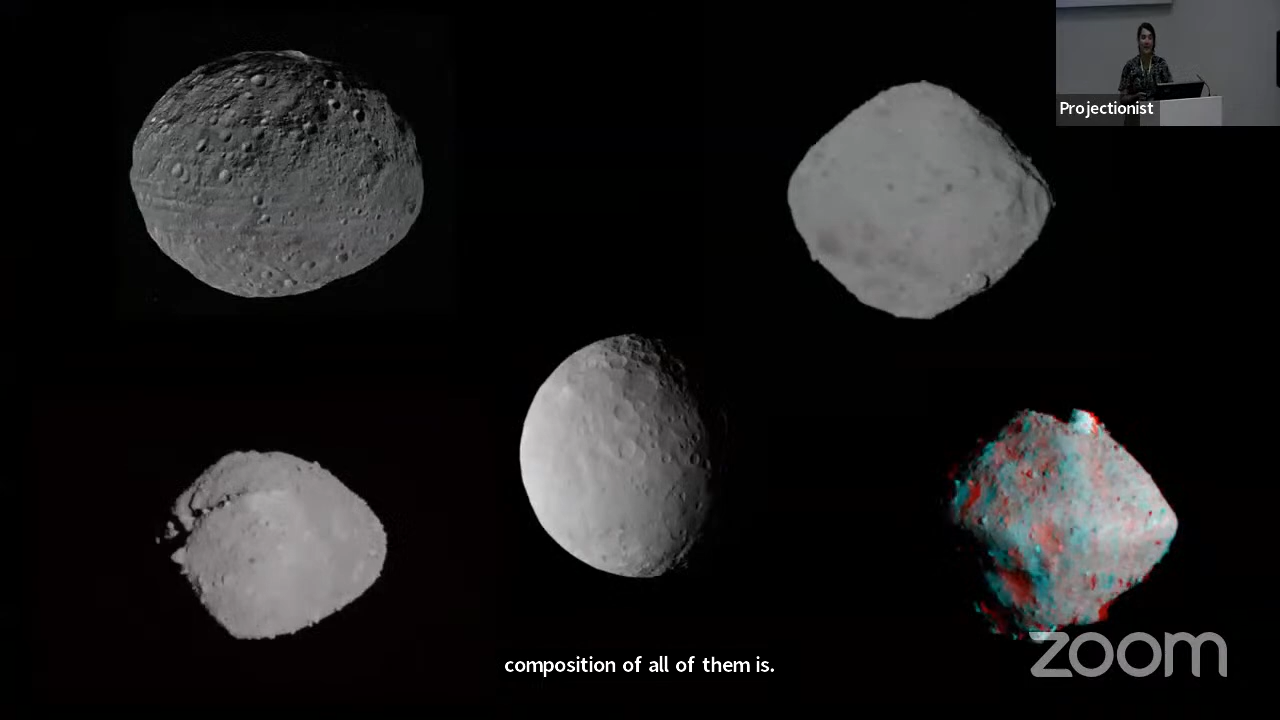 Projectionist
composition of all of them is.
zoom